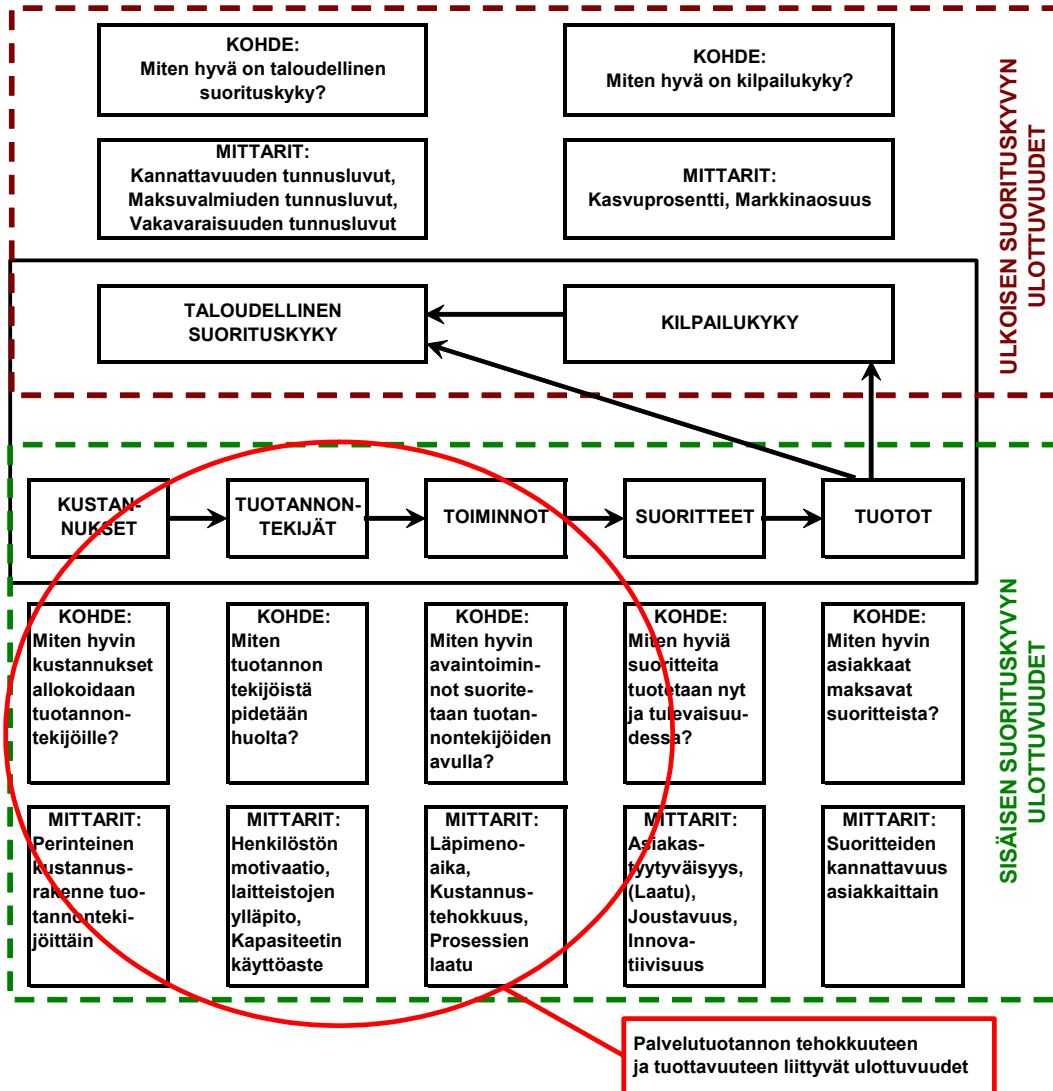 KOHDE:
Miten hyvä on taloudellinen
suorituskyky?
KOHDE:
Miten hyvä on kilpailukyky?
MITTARIT:
Kannattavuuden tunnusluvut,
Maksuvalmiuden tunnusluvut,
Vakavaraisuuden tunnusluvut
MITTARIT:
Kasvuprosentti, Markkinaosuus
ULKOISEN SUORITUSKYVYN
ULOTTUVUUDET
TALOUDELLINEN
SUORITUSKYKY
KILPAILUKYKY
KUSTAN-
NUKSET
TUOTANNON-
TEKIJÄT
TOIMINNOT
SUORITTEET
TUOTOT
KOHDE:
Miten hyvin
kustannukset
allokoidaan
tuotannon-
tekijöille?
KOHDE:
Miten
tuotannon
tekijöistä
pidetään
huolta?
KOHDE:
Miten hyvin
avaintoimin-
not suorite-
taan tuotan-
nontekijöiden
avulla?
KOHDE:
Miten hyviä
suoritteita
tuotetaan nyt
ja tulevaisuu-
dessa?
KOHDE:
Miten hyvin
asiakkaat
maksavat
suoritteista?
SISÄISEN SUORITUSKYVYN
ULOTTUVUUDET
MITTARIT:
Perinteinen
kustannus-
rakenne tuo-
tannonteki-
jöittäin
MITTARIT:
Henkilöstön
motivaatio,
laitteistojen
ylläpito,
Kapasiteetin
käyttöaste
MITTARIT:
Läpimeno-
aika,
Kustannus-
tehokkuus,
Prosessien
laatu
MITTARIT:
Asiakas-
tyytyväisyys,
(Laatu),
Joustavuus,
Innova-
tiivisuus
MITTARIT:
Suoritteiden
kannattavuus
asiakkaittain
Palvelutuotannon tehokkuuteen
ja tuottavuuteen liittyvät ulottuvuudet